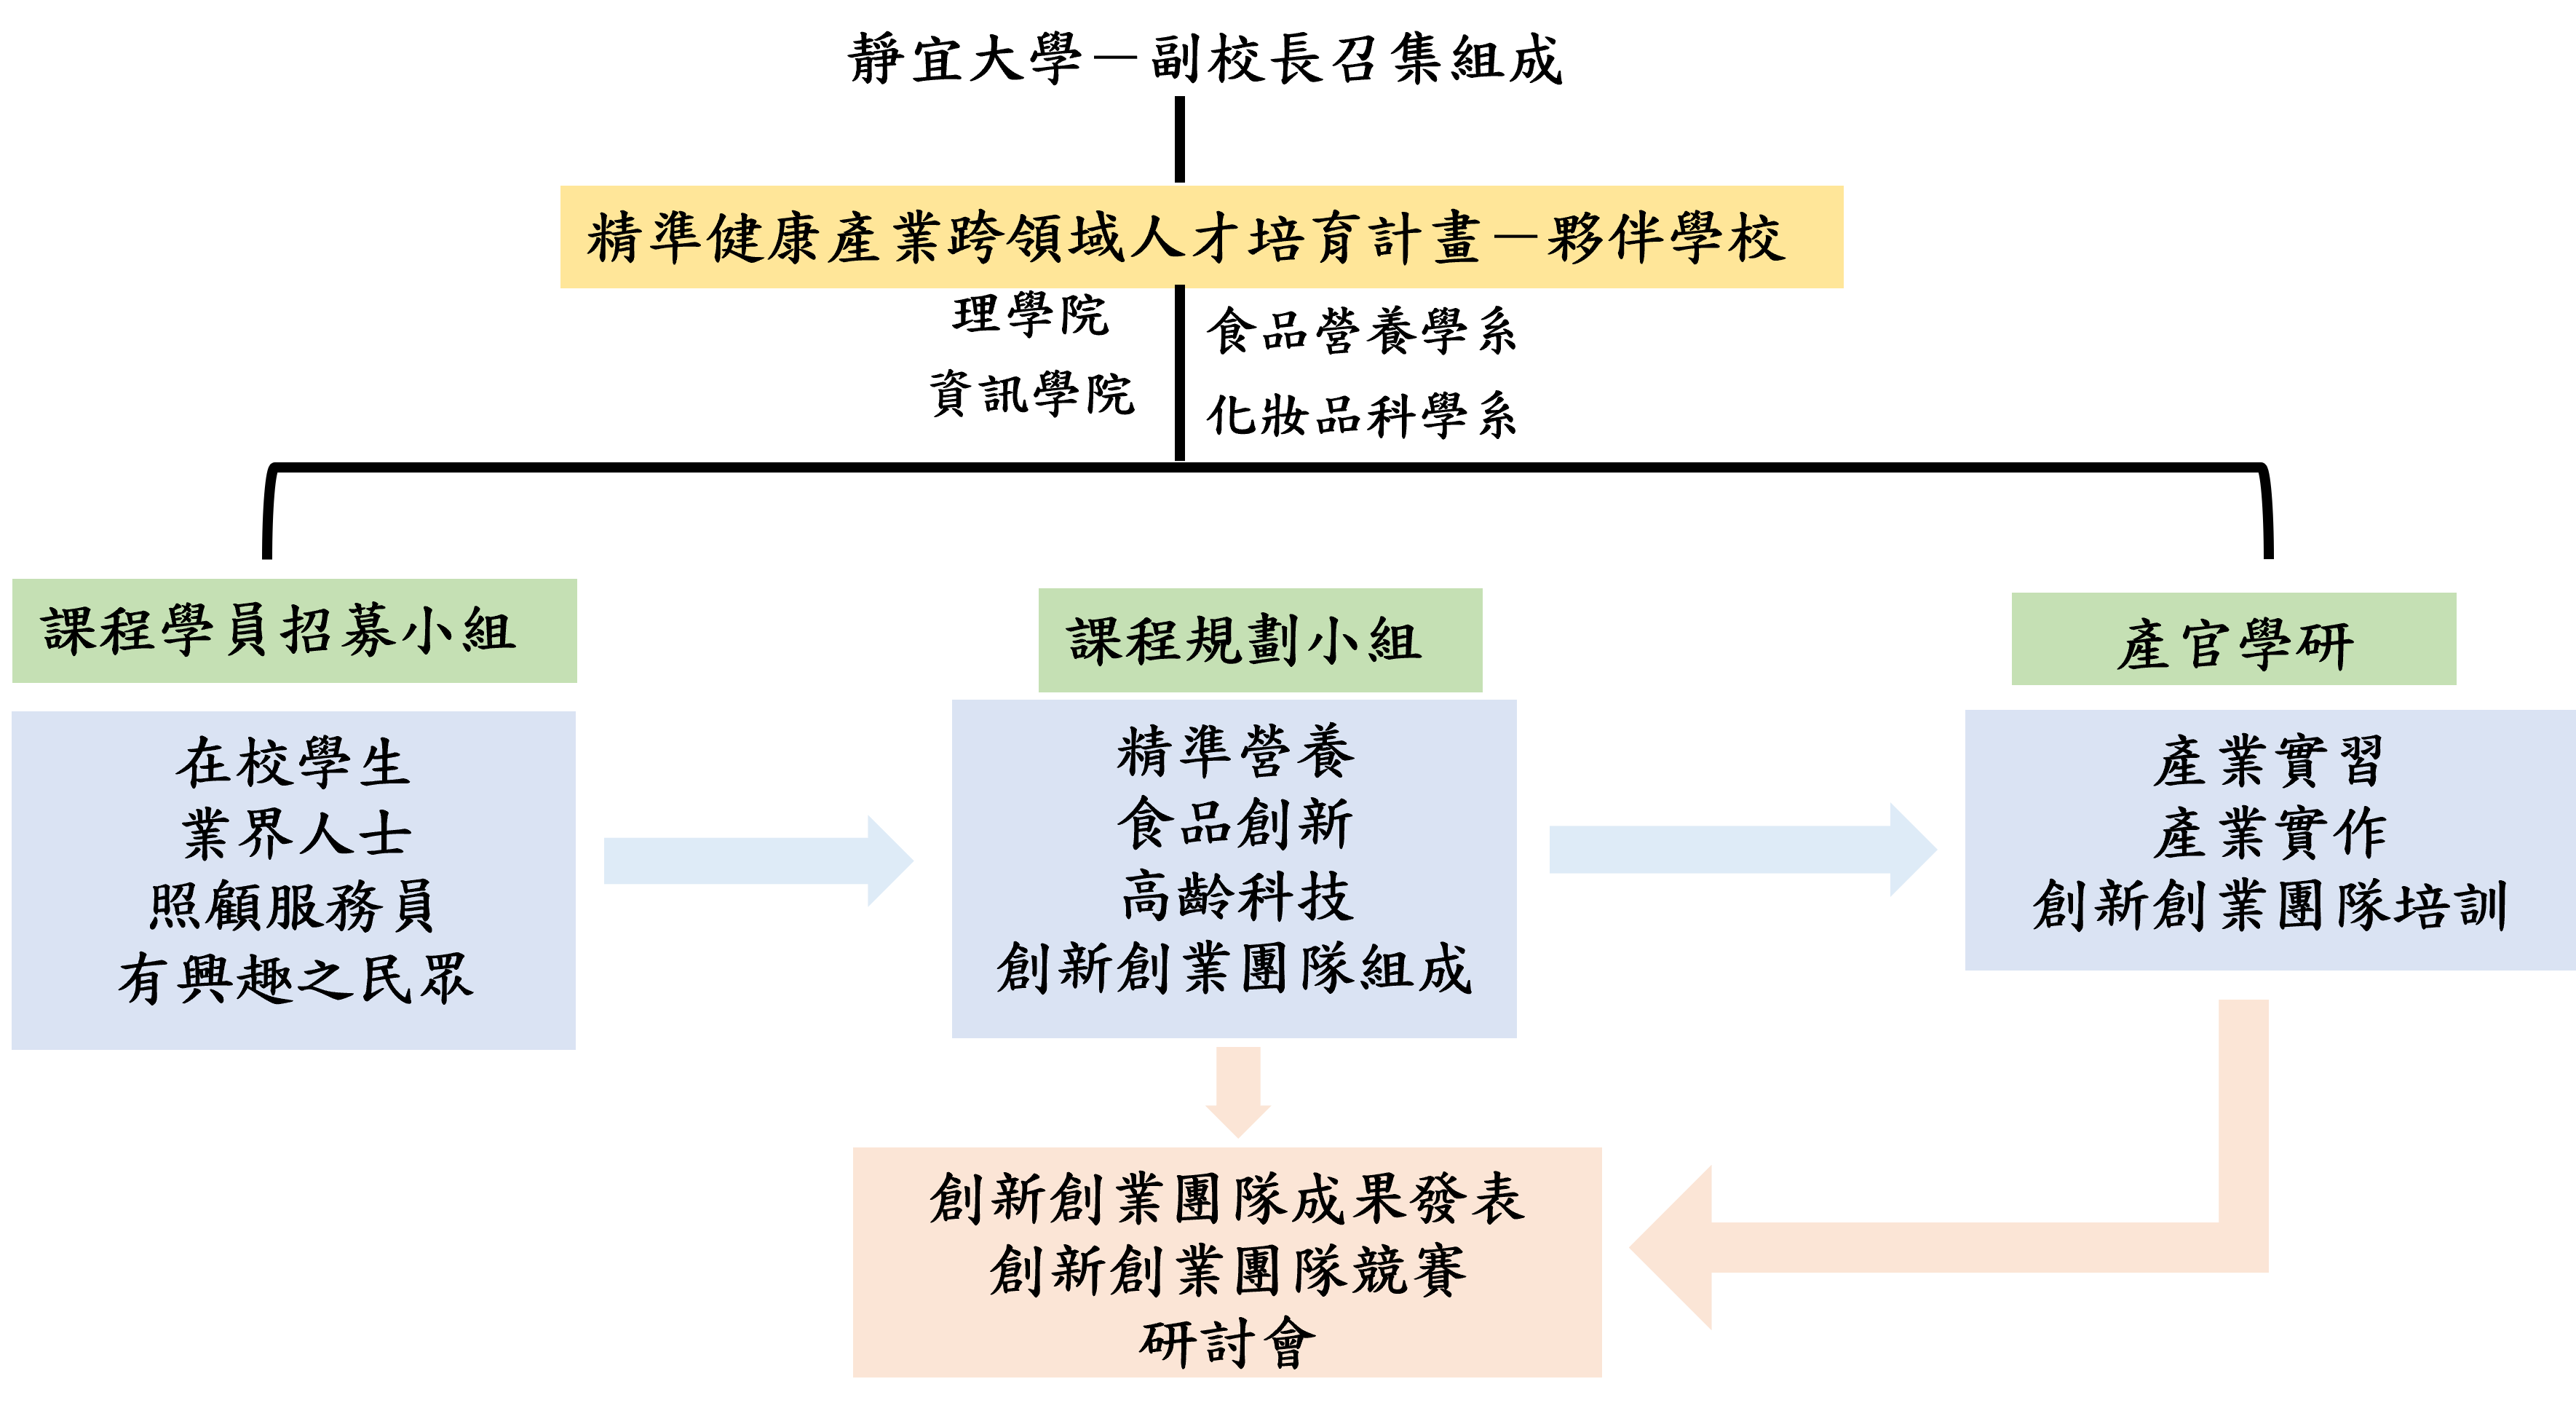 靜宜大學－副校長召集組成
精準健康產業跨領域人才培育計畫－夥伴學校
理學院
資訊學院
食品營養學系
化妝品科學系
課程學員招募小組
在校學生
業界人士
照顧服務員
有興趣之民眾
課程規劃小組
精準營養
食品創新
高齡科技
創新創業團隊組成
產官學研
產業實習
產業實作
創新創業團隊培訓
創新創業團隊成果發表
創新創業團隊競賽
研討會